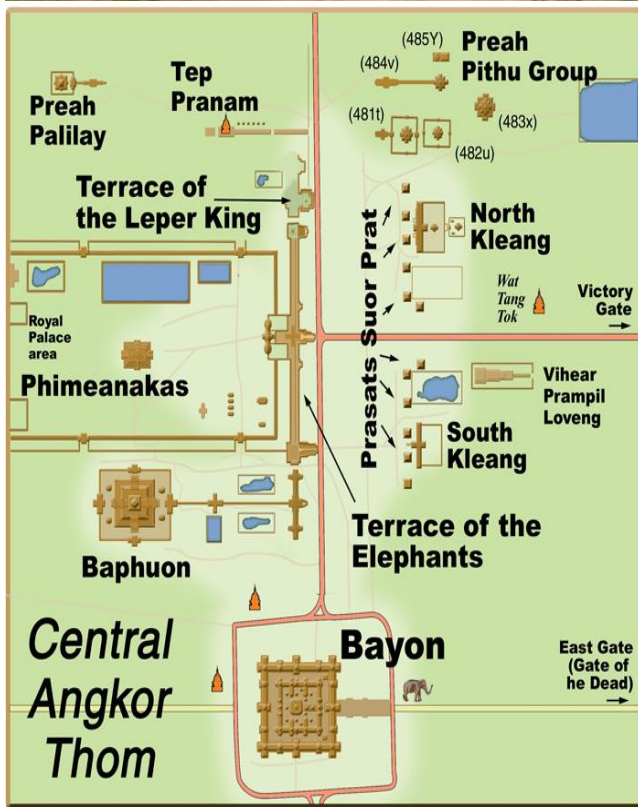 (485Y)
Preah
Pithu Group
(484v)
(481t)
(483x)
(482u)
Tep
Pranam
Preah
Palilay
Terrace of
the Leper King
North
Kleang
Prasats Suor Prat
Wat
Tang
Tok
Victory
Gate
Royal
Palace
area
Phimeanakas
Vihear
Prampil
Loveng
South
Kleang
Terrace of the
Elephants
Baphuon
Central
Angkor
Thom
Bayon
East Gate
(Gate of
he Dead)